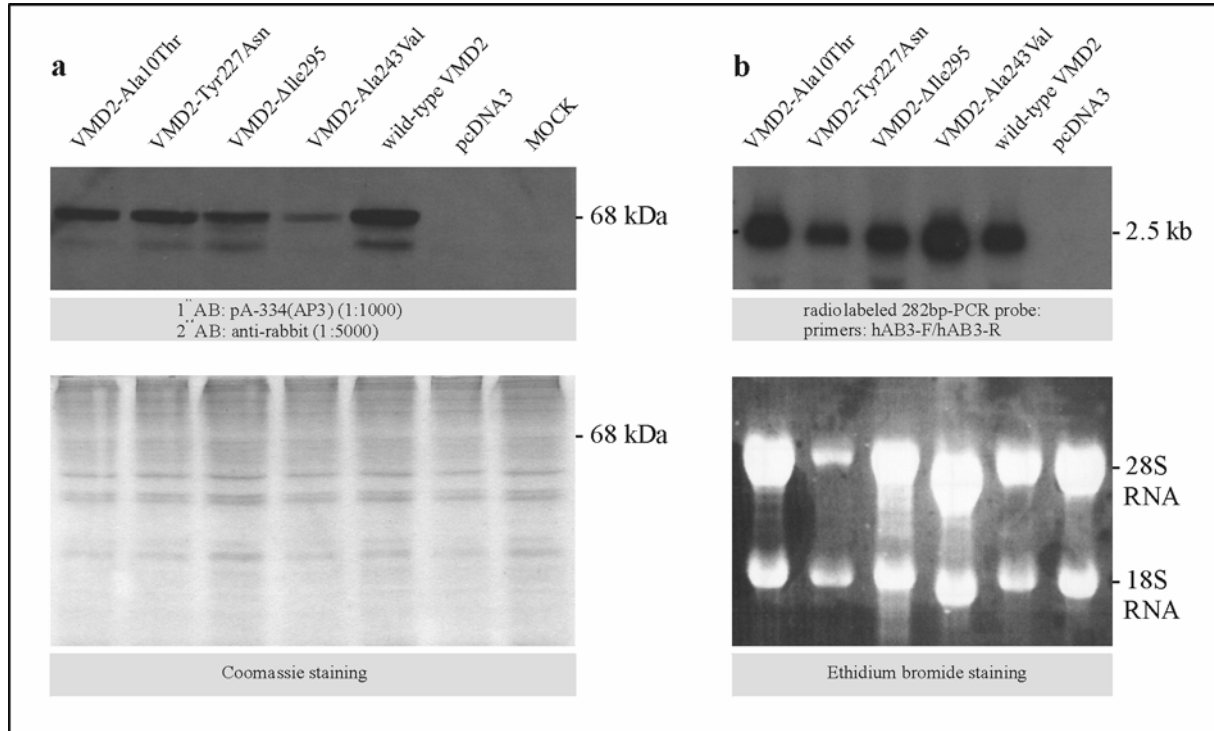 a
VMD2-Ala10Thr
VMD2-Tyr227Asn
VMD2-ΔIle295
VMD2-Ala243Val
wild-type VMD2
pcDNA3
MOCK
- 68 kDa
1¨AB: pA-334(AP3) (1:1000)
2¨AB: anti-rabbit (1:5000)
- 68 kDa
Coomassie staining
b
VMD2-Ala10Thr
VMD2-Tyr227Asn
VMD2-ΔIle295
VMD2-Ala243Val
wild-type VMD2
pcDNA3
- 2.5 kb
radiolabeled 282bp-PCR probe:
primers: hAB3-F/hAB3-R
-28S
RNA
-18S
RNA
Ethidium bromide staining